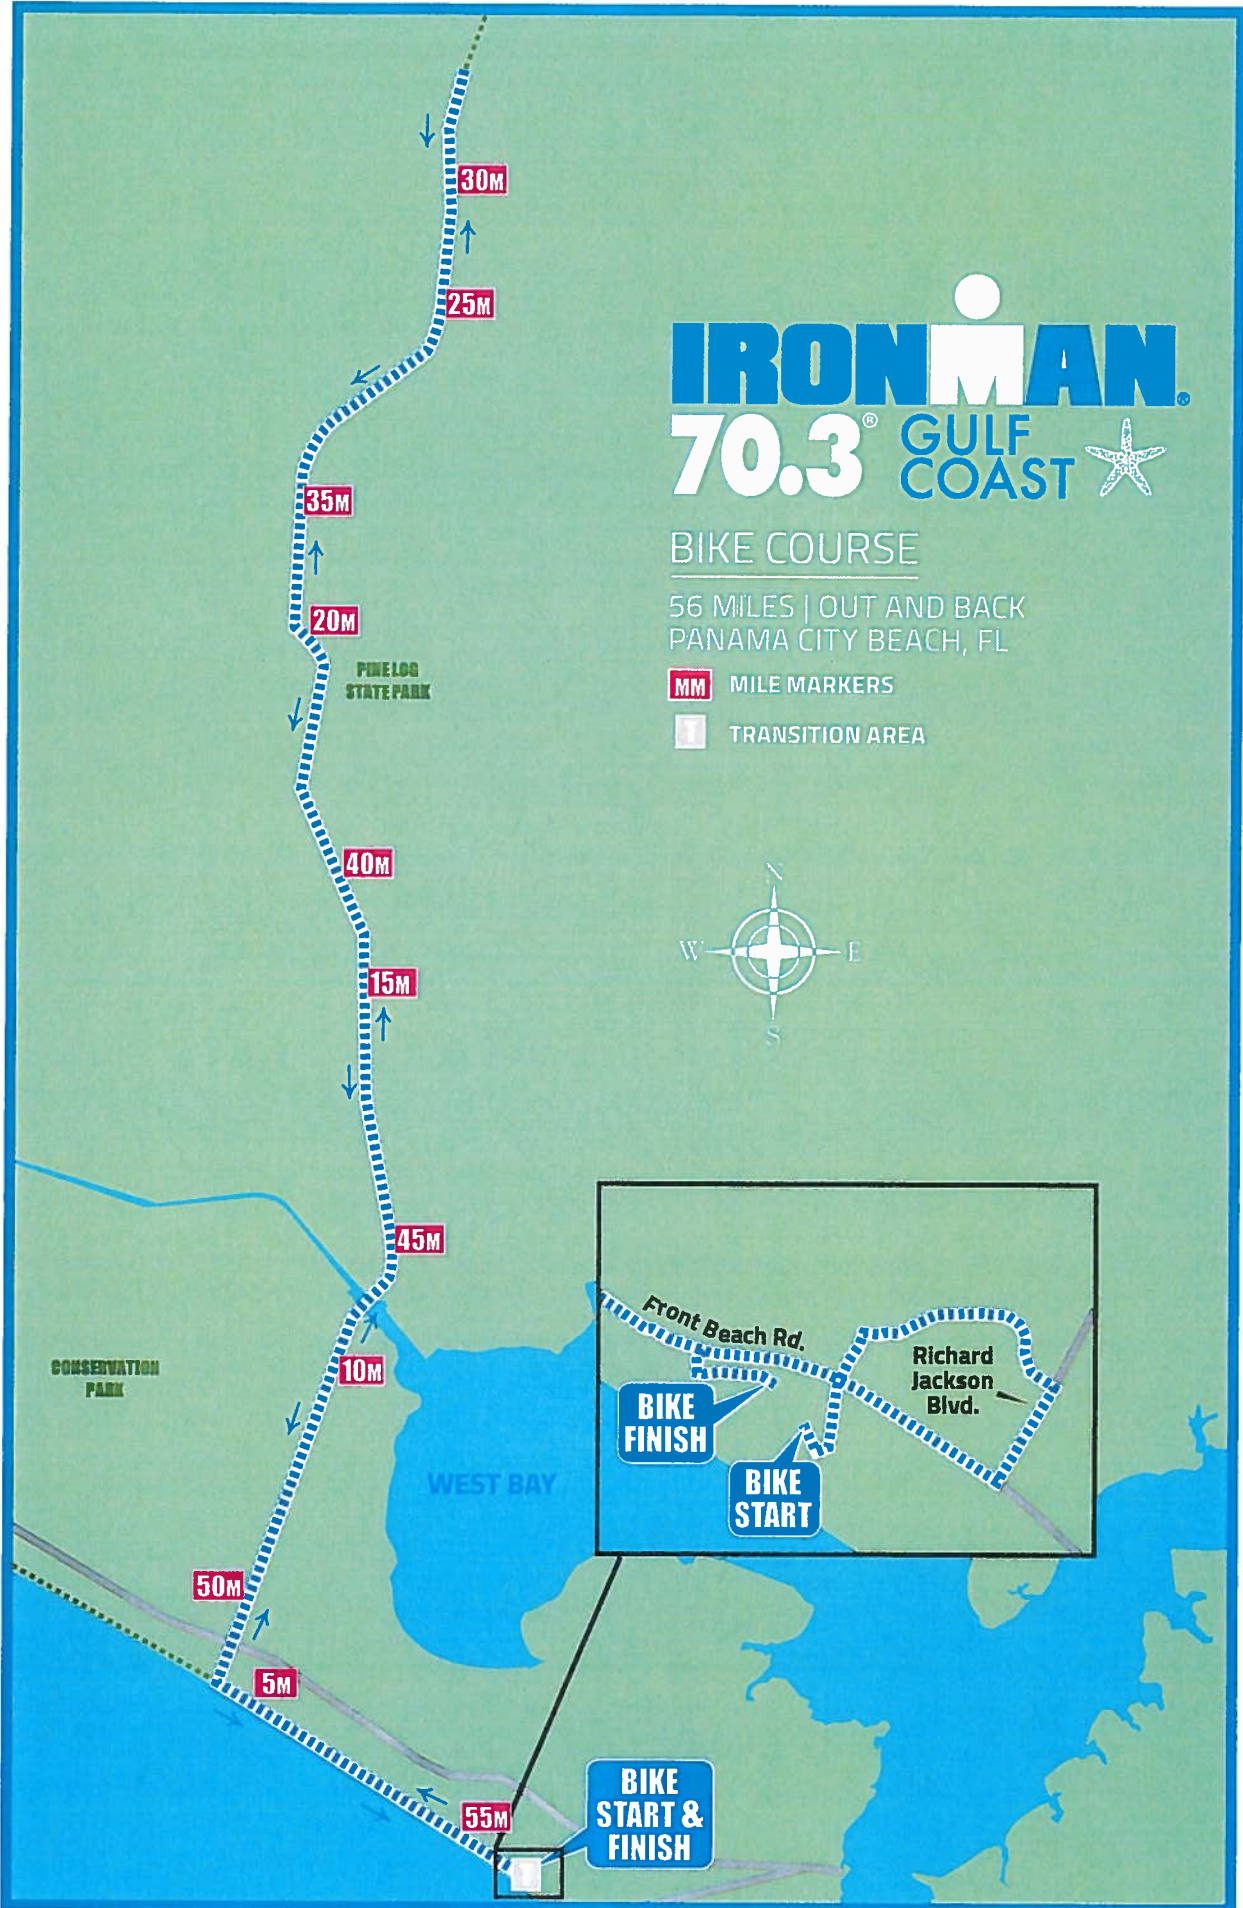 30M
25M
IRONMAN®
70.3® GULF
COAST
35M
BIKE COURSE
56 MILES | OUT AND BACK
PANAMA CITY BEACH, FL
20M
PINE LOG
STATE PARK
MM MILE MARKERS
T TRANSITION AREA
40M
N
W E
S
15M
45M
Front Beach Rd.
Richard
Jackson
Blvd.
BIKE
FINISH
BIKE
START
10M
CONSERVATION
PARK
WEST BAY
50M
5M
55M
BIKE
START &
FINISH
T